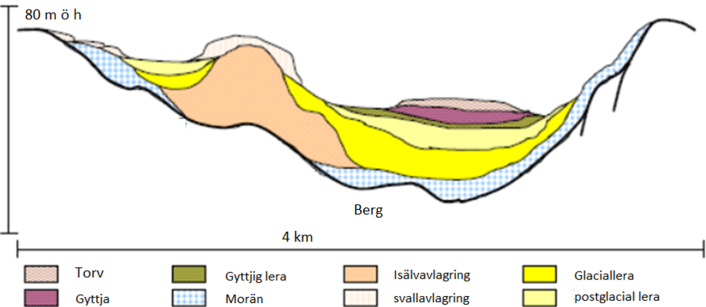 80 m ö h
Berg
4 km
Torv
Gyttjig lera
Isälvavlagring
Glaciallera
Gyttja
Morän
svallavlagring
postglacial lera